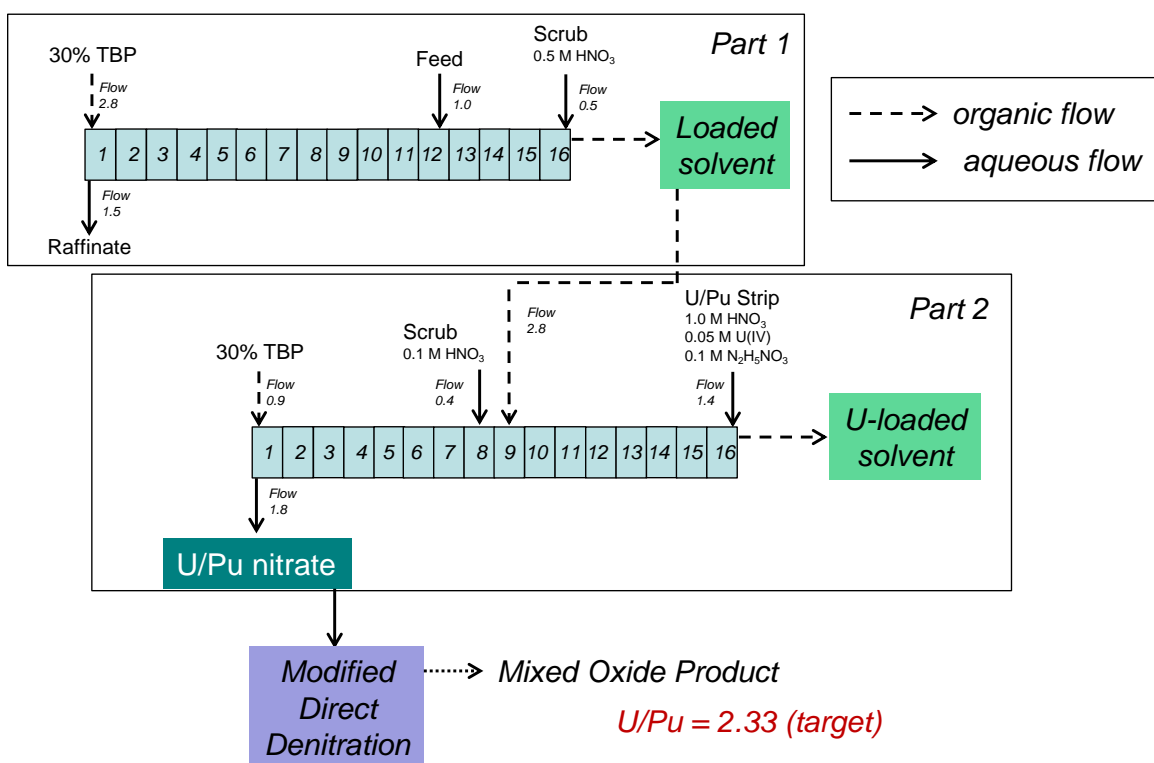 Part 1
30% TBP
Flow
2.8
Feed
Flow
1.0
Scrub
0.5 M HNO₃
Flow
0.5
1 2 3 4 5 6 7 8 9 10 11 12 13 14 15 16
Loaded
solvent
Flow
1.5
Raffinate
organic flow
aqueous flow
Part 2
30% TBP
Flow
0.9
Scrub
0.1 M HNO₃
Flow
0.4
Flow
2.8
U/Pu Strip
1.0 M HNO₃
0.05 M U(IV)
0.1 M N₂H₅NO₃
Flow
1.4
1 2 3 4 5 6 7 8 9 10 11 12 13 14 15 16
U-loaded
solvent
Flow
1.8
U/Pu nitrate
Modified
Direct
Denitration
Mixed Oxide Product
U/Pu = 2.33 (target)